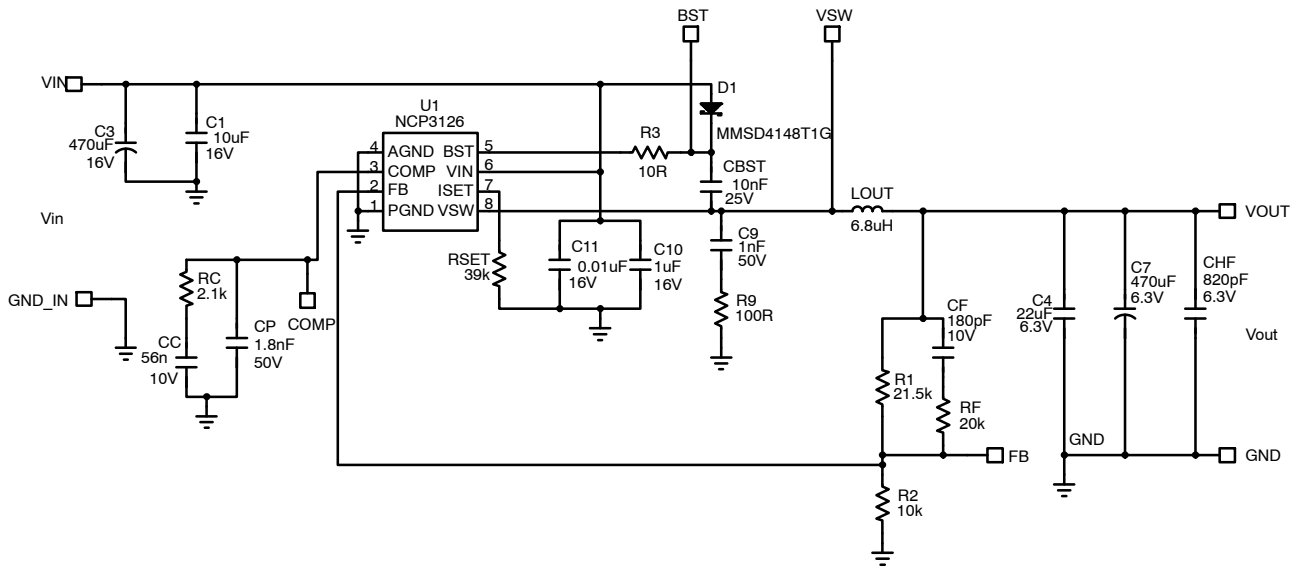 BST
VSW
VIN
C3
470uF
16V
C1
10uF
16V
U1
NCP3126
4 AGND BST 5
3 COMP VIN 6
2 FB ISET 7
1 PGND VSW 8
R3
10R
D1
MMSD4148T1G
CBST
10nF
25V
LOUT
6.8uH
VOUT
Vin
GND_IN
RC
2.1k
CC
56n
10V
CP
1.8nF
50V
COMP
RSET
39k
C11
0.01uF
16V
C10
1uF
16V
C9
1nF
50V
R9
100R
CF
180pF
10V
R1
21.5k
RF
20k
FB
R2
10k
C4
22uF
6.3V
C7
470uF
6.3V
CHF
820pF
6.3V
Vout
GND
GND